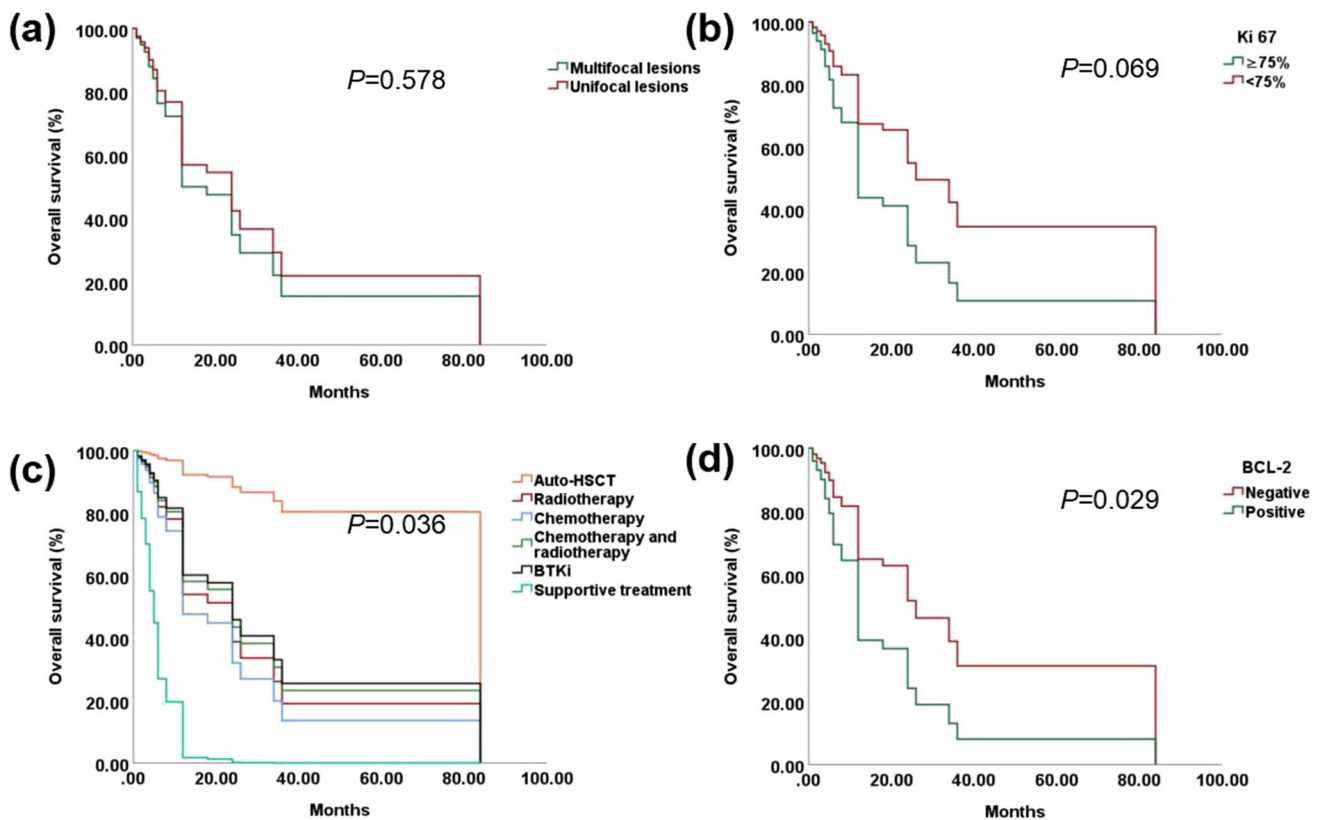 (a)
100.00
80.00
60.00
40.00
20.00
0.00
Overall survival (%)
.00 20.00 40.00 60.00 80.00 100.00
Months
P=0.578
Multifocal lesions
Unifocal lesions
(b)
100.00
80.00
60.00
40.00
20.00
0.00
Overall survival (%)
.00 20.00 40.00 60.00 80.00 100.00
Months
P=0.069
Ki 67
≥75%
<75%
(c)
100.00
80.00
60.00
40.00
20.00
0.00
Overall survival (%)
.00 20.00 40.00 60.00 80.00 100.00
Months
P=0.036
Auto-HSCT
Radiotherapy
Chemotherapy
Chemotherapy and
radiotherapy
BTKi
Supportive treatment
(d)
100.00
80.00
60.00
40.00
20.00
0.00
Overall survival (%)
.00 20.00 40.00 60.00 80.00 100.00
Months
P=0.029
BCL-2
Negative
Positive